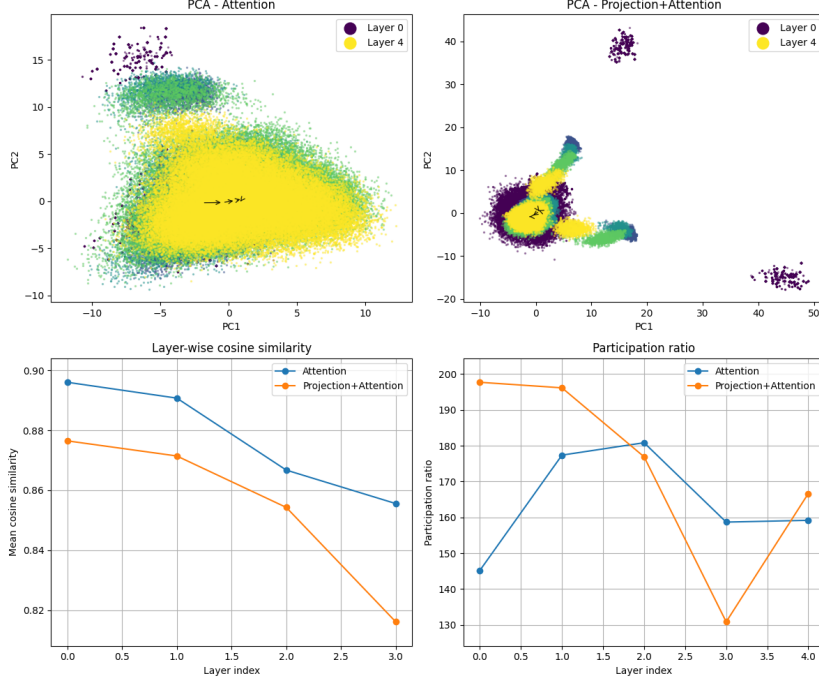 PCA - Attention
Layer 0
Layer 4
15
10
5
0
−5
−10
PC2
−10
−5
0
5
10
PC1
PCA - Projection+Attention
Layer 0
Layer 4
40
30
20
10
0
−10
−20
PC2
−10
0
10
20
30
40
50
PC1
Layer-wise cosine similarity
Attention
Projection+Attention
0.90
0.88
0.86
0.84
0.82
Mean cosine similarity
0.0
0.5
1.0
1.5
2.0
2.5
3.0
Layer index
Participation ratio
Attention
Projection+Attention
200
190
180
170
160
150
140
130
Participation ratio
0.0
0.5
1.0
1.5
2.0
2.5
3.0
3.5
4.0
Layer index